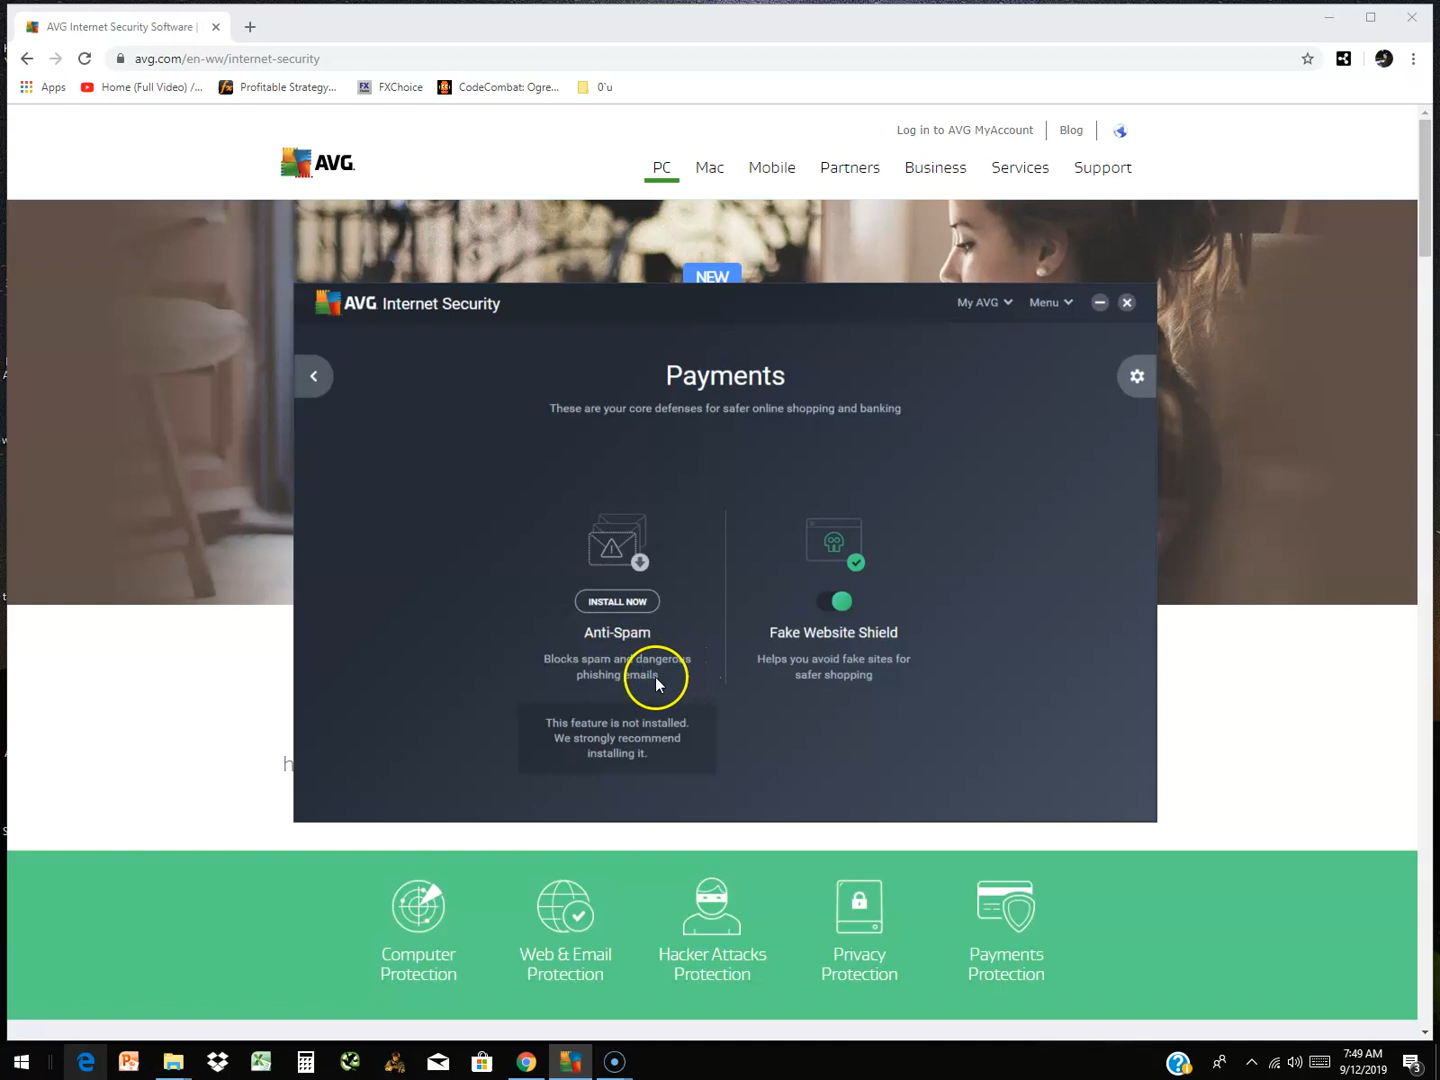 AVG Internet Security Software |
avg.com/en-ww/internet-security
Apps
Home (Full Video) /...
Profitable Strategy...
FX
FXChoice
CodeCombat: Ogre...
0`u
Log in to AVG MyAccount
Blog
AVG
PC
Mac
Mobile
Partners
Business
Services
Support
NEW
AVG Internet Security
My AVG
Menu
Payments
These are your core defenses for safer online shopping and banking
INSTALL NOW
Anti-Spam
Blocks spam and dangerous
phishing emails
This feature is not installed.
We strongly recommend
installing it.
Fake Website Shield
Helps you avoid fake sites for
safer shopping
h
Computer
Protection
Web & Email
Protection
Hacker Attacks
Protection
Privacy
Protection
Payments
Protection
7:49 AM
9/12/2019
3